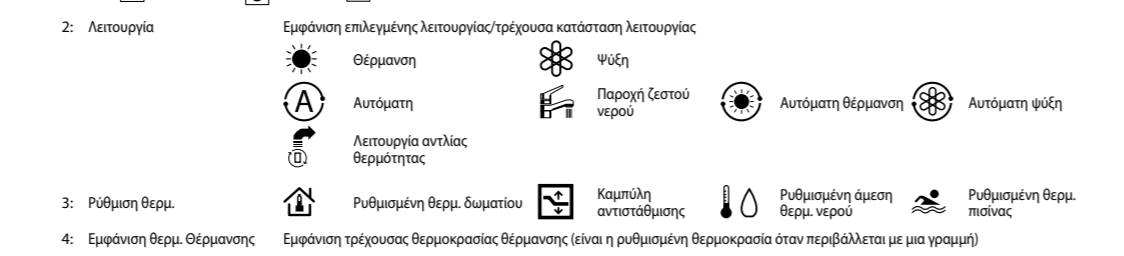 2: Λειτουργία Εμφάνιση επιλεγμένης λειτουργίας/τρέχουσα κατάσταση λειτουργίας
Θέρμανση Ψύξη
A Αυτόματη Παροχή ζεστού νερού Αυτόματη θέρμανση Αυτόματη ψύξη
Λειτουργία αντλίας
θερμότητας
3: Ρύθμιση θερμ. Ρυθμισμένη θερμ. δωματίου Καμπύλη αντιστάθμισης Ρυθμισμένη άμεση θερμ. νερού Ρυθμισμένη θερμ. πισίνας
4: Εμφάνιση θερμ. Θέρμανσης Εμφάνιση τρέχουσας θερμοκρασίας θέρμανσης (είναι η ρυθμισμένη θερμοκρασία όταν περιβάλλεται με μια γραμμή)